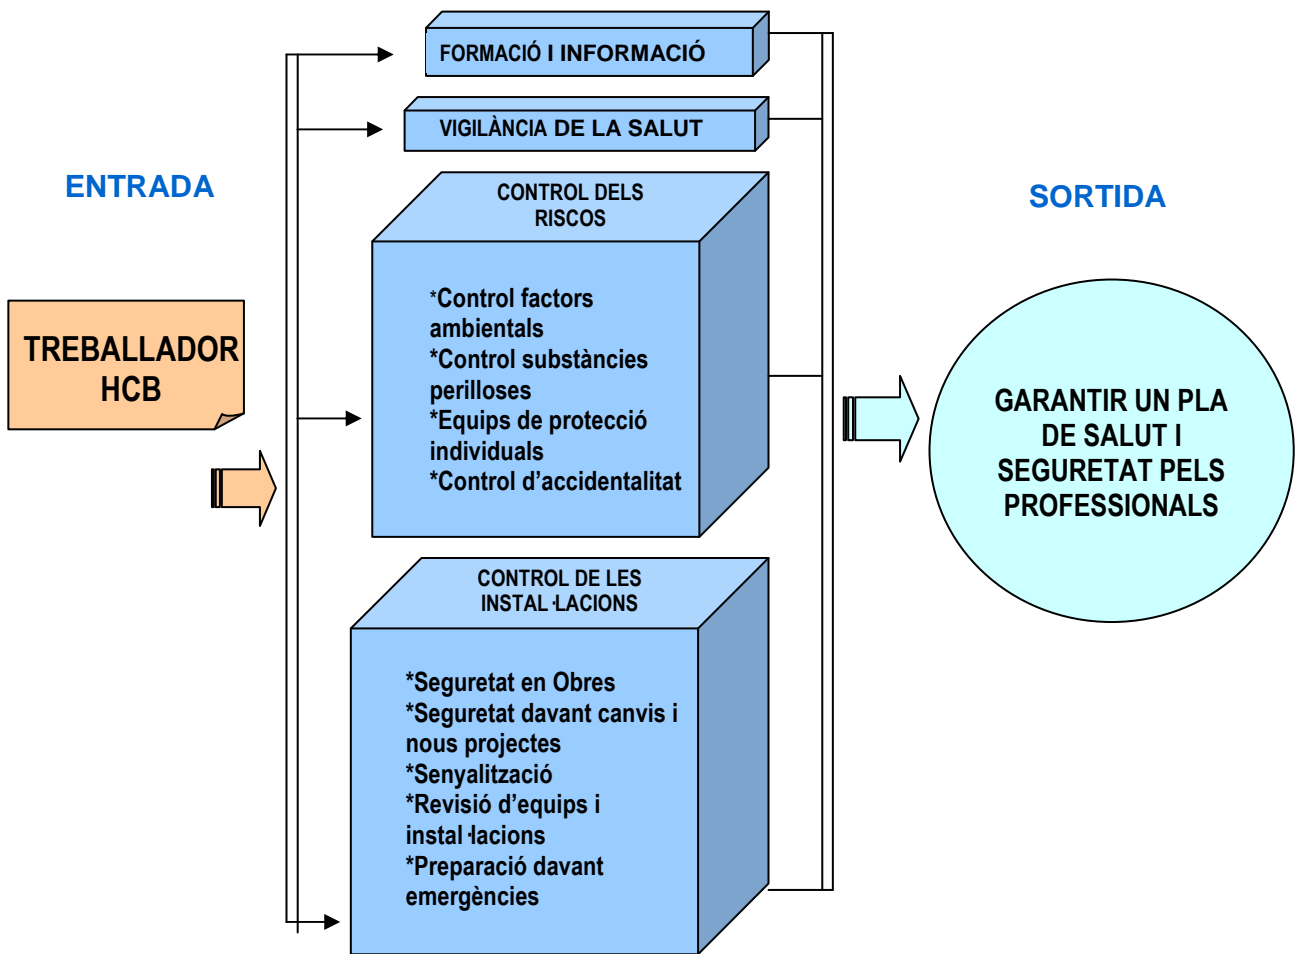 FORMACIÓ I INFORMACIÓ
VIGILÀNCIA DE LA SALUT
ENTRADA
CONTROL DELS
RISCOS
SORTIDA
*Control factors
ambientals
*Control substàncies
perilloses
*Equips de protecció
individuals
*Control d’accidentalitat
TREBALLADOR
HCB
GARANTIR UN PLA
DE SALUT I
SEGURETAT PELS
PROFESSIONALS
CONTROL DE LES
INSTAL·LACIONS
*Seguretat en Obres
*Seguretat davant canvis i
nous projectes
*Senyalització
*Revisió d’equips i
instal·lacions
*Preparació davant
emergències